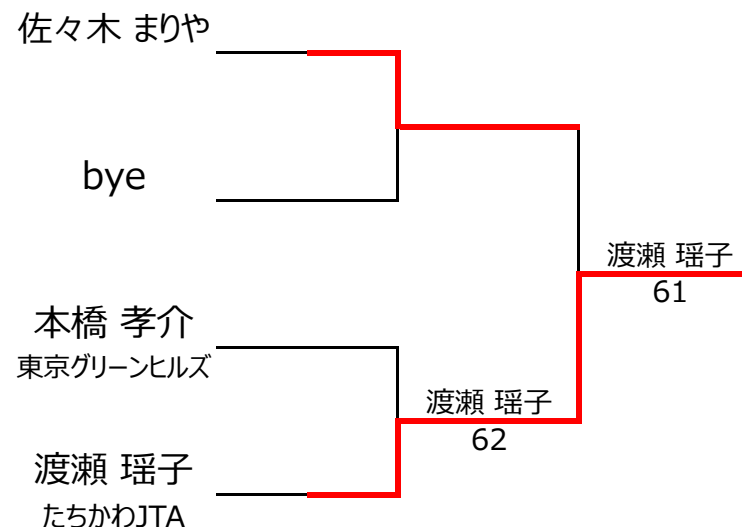 佐々木 まりや
bye
渡瀬 瑶子
61
本橋 孝介
東京グリーンヒルズ
渡瀬 瑶子
62
渡瀬 瑶子
たちかわJTA